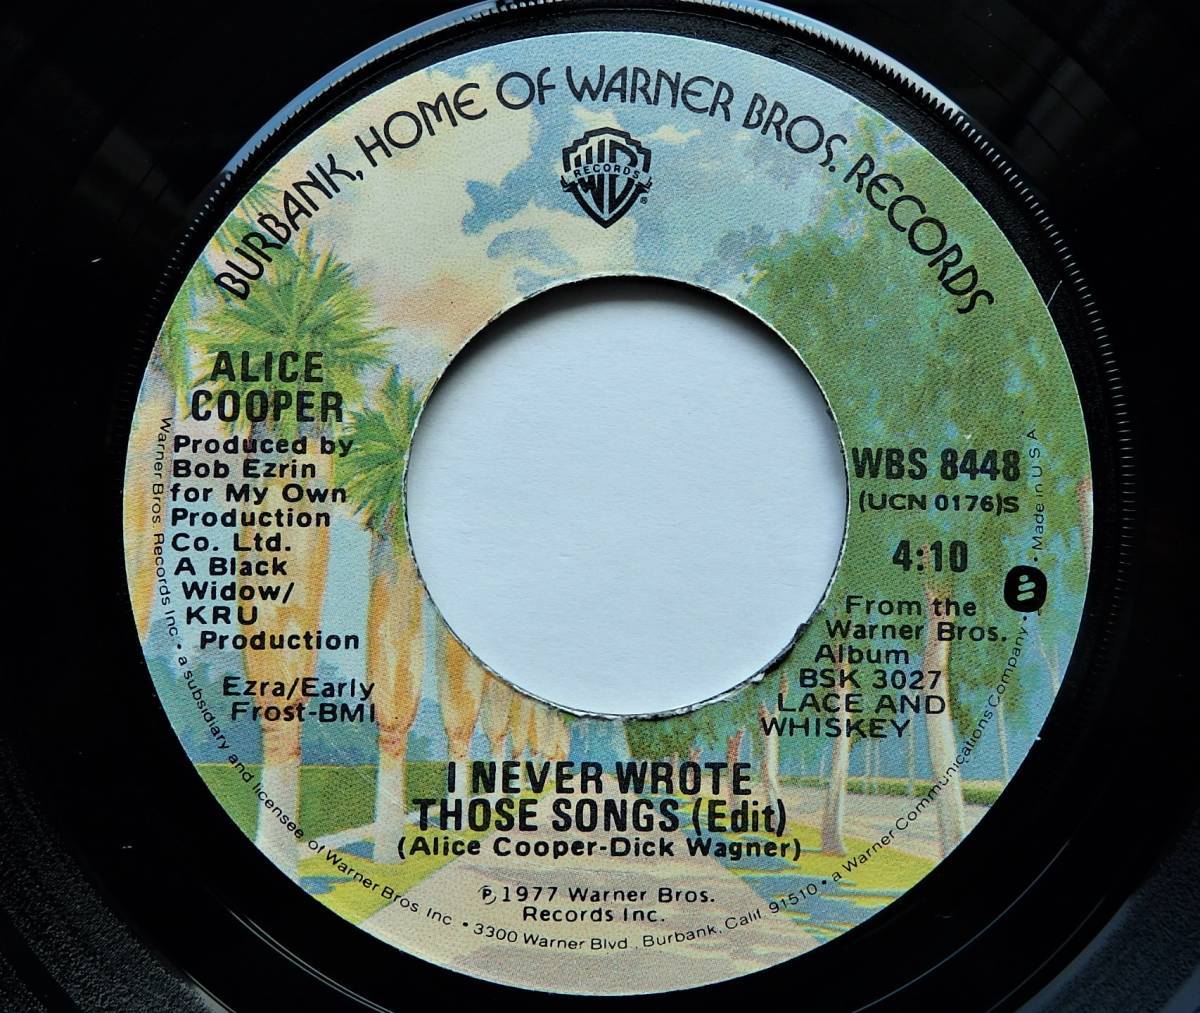 BURBANK, HOME OF WARNER BROS. RECORDS
WB
RECORDS
®
ALICE
COOPER
Produced by
Bob Ezrin
for My Own
Production
Co. Ltd.
A Black
Widow/
KRU
Production
Ezra/Early
Frost-BMI
WBS 8448
(UCN 0176)S
4:10
From the
Warner Bros.
Album
BSK 3027
LACE AND
WHISKEY
I NEVER WROTE
THOSE SONGS (Edit)
(Alice Cooper-Dick Wagner)
℗ 1977 Warner Bros.
Records Inc.
Warner Bros. Records Inc. • a subsidiary and licensee of Warner Bros. Inc. • 3300 Warner Blvd., Burbank, Calif. 91510 • a Warner Communications Company • Made in U.S.A.